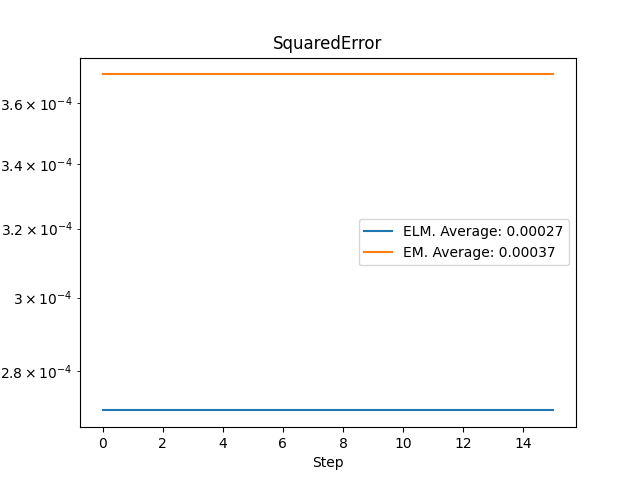 SquaredError
3.6 × 10⁻⁴
3.4 × 10⁻⁴
3.2 × 10⁻⁴
3 × 10⁻⁴
2.8 × 10⁻⁴
ELM. Average: 0.00027
EM. Average: 0.00037
0 2 4 6 8 10 12 14
Step